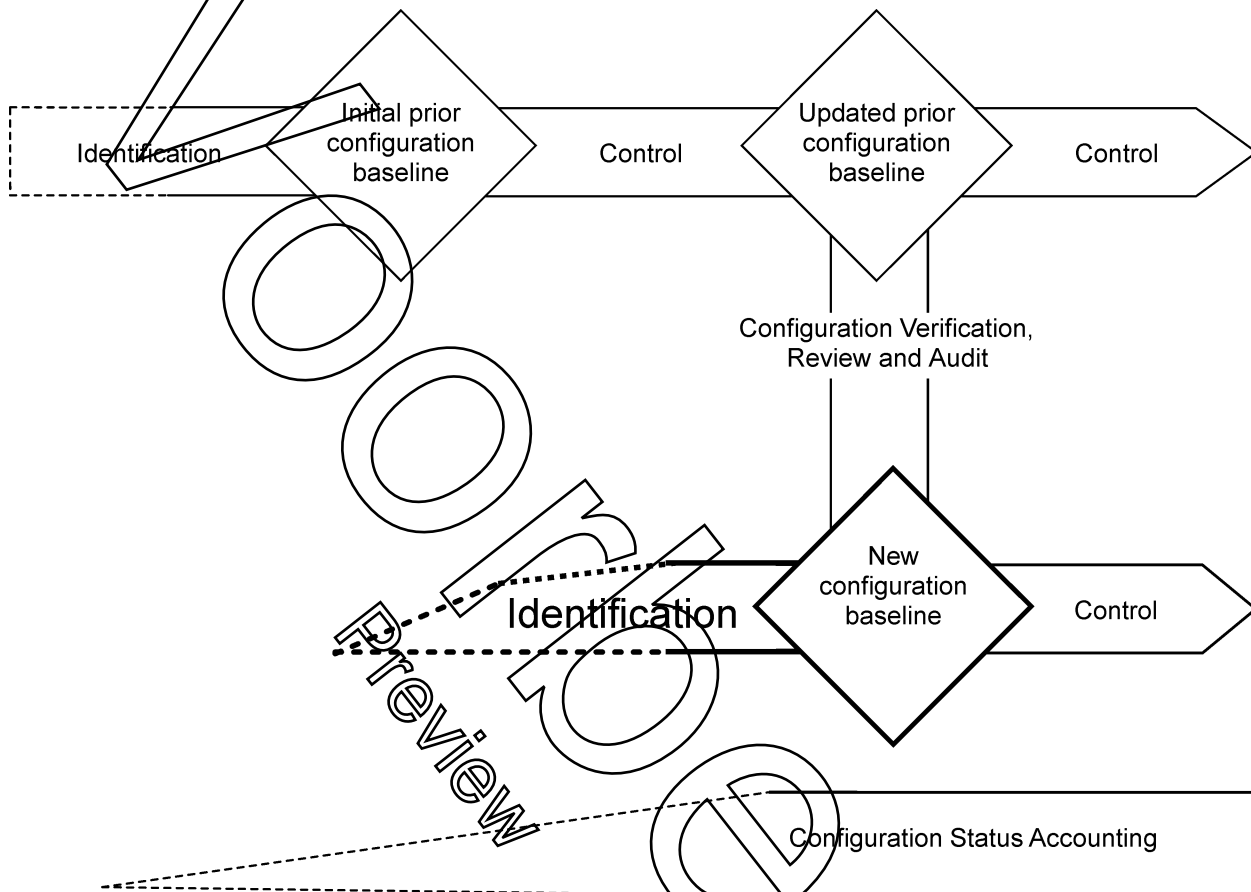 Identification
Initial prior
configuration
baseline
Control
Updated prior
configuration
baseline
Control
Configuration Verification,
Review and Audit
Identification
New
configuration
baseline
Control
Configuration Status Accounting
Preview